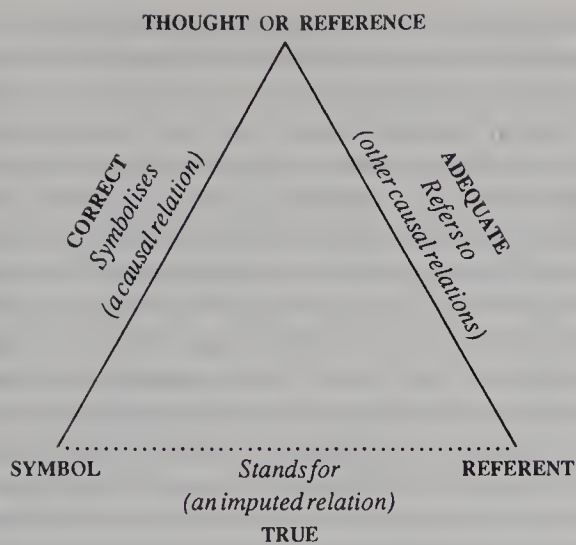 THOUGHT OR REFERENCE
CORRECT
Symbolises
(a causal relation)
ADEQUATE
Refers to
(other causal relations)
SYMBOL
Stands for
REFERENT
(an imputed relation)
TRUE